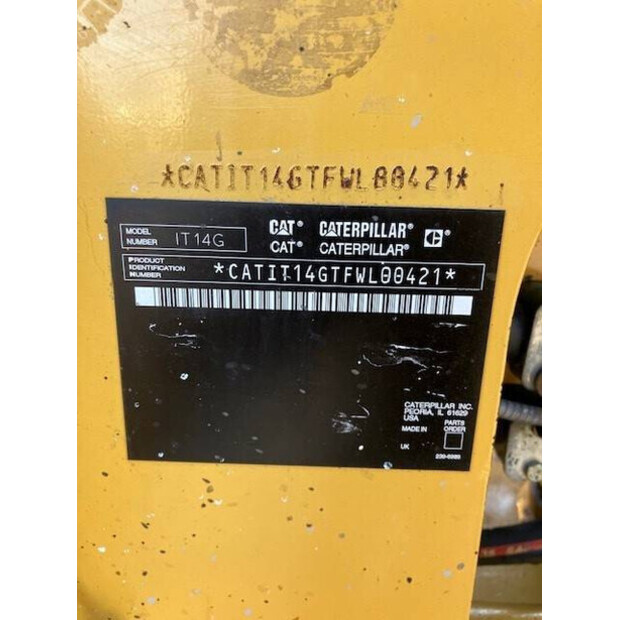 *CATIT14GTFWL00421*
MODEL NUMBER IT14G
CAT® CATERPILLAR®
CAT® CATERPILLAR®
PRODUCT IDENTIFICATION NUMBER *CATIT14GTFWL00421*
CATERPILLAR INC.
PEORIA, IL 61629
USA
MADE IN
PARTS ORDER
UK